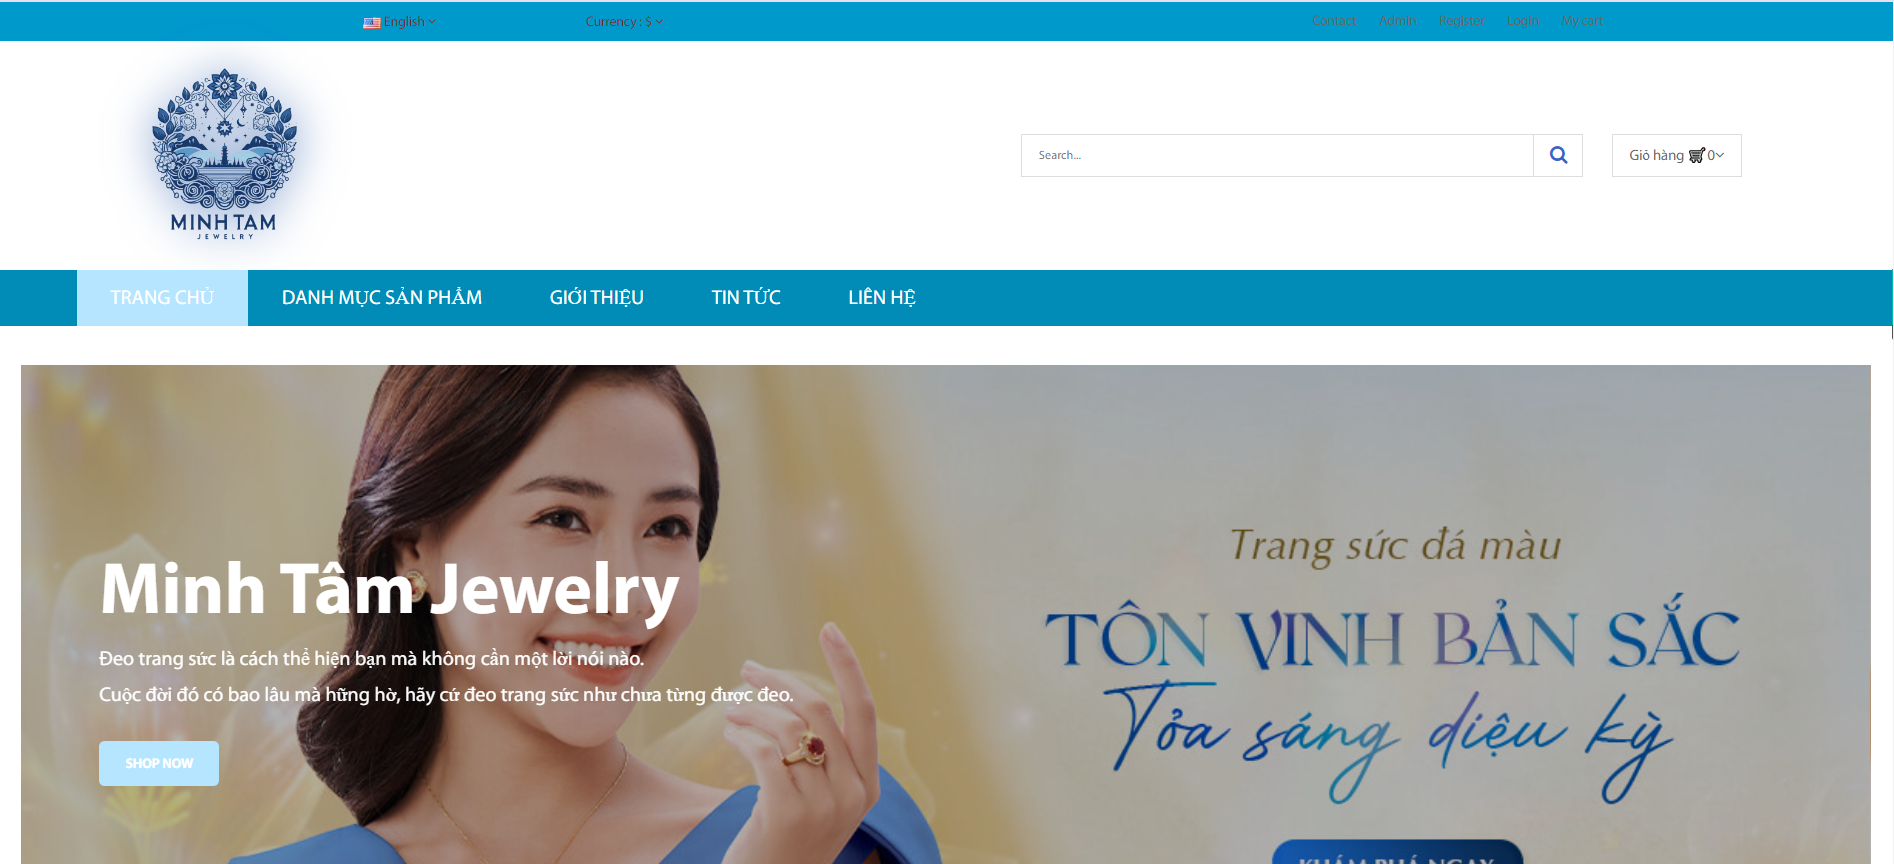 English
Currency : $
Contact Admin Register Login My cart
MINH TAM
JEWELRY
Search...
Giỏ hàng 0
TRANG CHỦ DANH MỤC SẢN PHẨM GIỚI THIỆU TIN TỨC LIÊN HỆ
Minh Tâm Jewelry
Đeo trang sức là cách thể hiện bạn mà không cần một lời nói nào.
Cuộc đời đó có bao lâu mà hững hờ, hãy cứ đeo trang sức như chưa từng được đeo.
SHOP NOW
Trang sức đá màu
TÔN VINH BẢN SẮC
Tỏa sáng diệu kỳ
KHÁM PHÁ NGAY